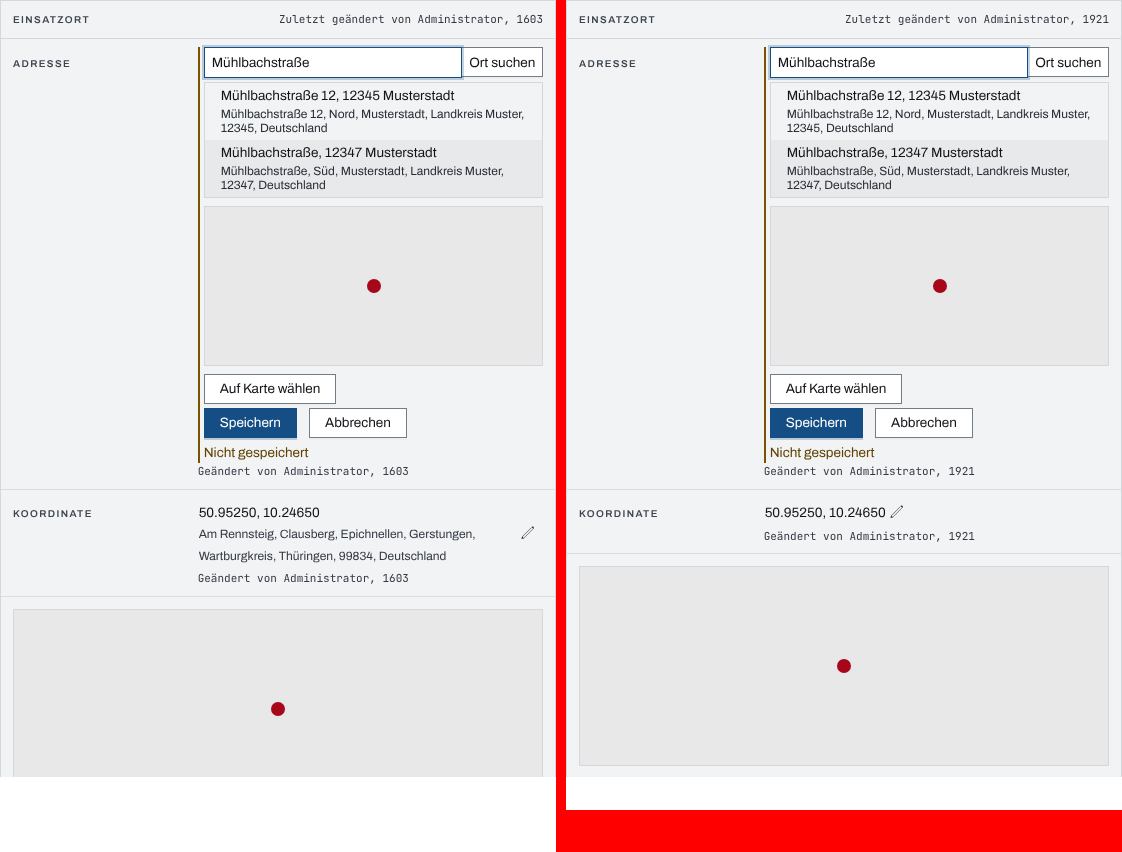 EINSATZORT
Zuletzt geändert von Administrator, 1603
ADRESSE
Mühlbachstraße
Ort suchen
Mühlbachstraße 12, 12345 Musterstadt
Mühlbachstraße 12, Nord, Musterstadt, Landkreis Muster,
12345, Deutschland
Mühlbachstraße, 12347 Musterstadt
Mühlbachstraße, Süd, Musterstadt, Landkreis Muster,
12347, Deutschland
Auf Karte wählen
Speichern
Abbrechen
Nicht gespeichert
Geändert von Administrator, 1603
KOORDINATE
50.95250, 10.24650
Am Rennsteig, Clausberg, Epichnellen, Gerstungen,
Wartburgkreis, Thüringen, 99834, Deutschland
Geändert von Administrator, 1603
EINSATZORT
Zuletzt geändert von Administrator, 1921
ADRESSE
Mühlbachstraße
Ort suchen
Mühlbachstraße 12, 12345 Musterstadt
Mühlbachstraße 12, Nord, Musterstadt, Landkreis Muster,
12345, Deutschland
Mühlbachstraße, 12347 Musterstadt
Mühlbachstraße, Süd, Musterstadt, Landkreis Muster,
12347, Deutschland
Auf Karte wählen
Speichern
Abbrechen
Nicht gespeichert
Geändert von Administrator, 1921
KOORDINATE
50.95250, 10.24650
Geändert von Administrator, 1921